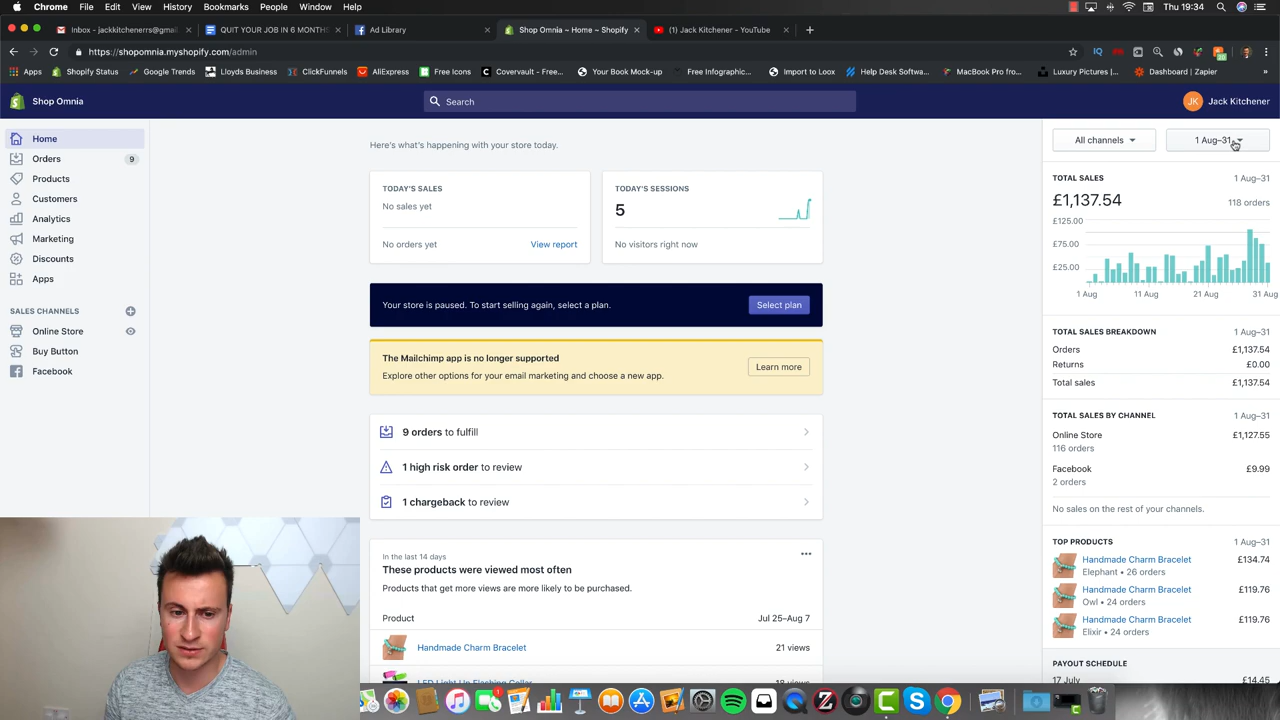 Chrome File Edit View History Bookmarks People Window Help
Thu 19:36
Inbox - jackkitchenerrs@gmail
QUIT YOUR JOB IN 6 MONTHS
Ad Library
Shop Omnia ~ Home ~ Shopify
(1) Jack Kitchener - YouTube
https://shopomnia.myshopify.com/admin
Apps
Shopify Status
Google Trends
Lloyds Business
ClickFunnels
AliExpress
Free Icons
Covervault - Free...
Your Book Mock-up
Free Infographic...
Import to Loox
Help Desk Softwa...
MacBook Pro from...
Luxury Pictures |...
Dashboard | Zapier
Shop Omnia
Search
JK Jack Kitchener
Home
Orders 9
Products
Customers
Analytics
Marketing
Discounts
Apps
SALES CHANNELS
Online Store
Buy Button
Facebook
Here's what's happening with your store today.
TODAY'S SALES
No sales yet
No orders yet View report
TODAY'S SESSIONS
5
No visitors right now
Your store is paused. To start selling again, select a plan.
Select plan
The Mailchimp app is no longer supported
Explore other options for your email marketing and choose a new app.
Learn more
9 orders to fulfill
1 high risk order to review
1 chargeback to review
In the last 14 days
These products were viewed most often
Products that get more views are more likely to be purchased.
Product Jul 25–Aug 7
Handmade Charm Bracelet 21 views
LED Light Up Flashing Collar 18 views
All channels
1 Aug–31
TOTAL SALES 1 Aug–31
£1,137.54 118 orders
£125.00
£75.00
£25.00
1 Aug 11 Aug 21 Aug 31 Aug
TOTAL SALES BREAKDOWN 1 Aug–31
Orders £1,137.54
Returns £0.00
Total sales £1,137.54
TOTAL SALES BY CHANNEL 1 Aug–31
Online Store £1,127.55
116 orders
Facebook £9.99
2 orders
No sales on the rest of your channels.
TOP PRODUCTS 1 Aug–31
Handmade Charm Bracelet £134.74
Elephant • 26 orders
Handmade Charm Bracelet £119.76
Owl • 24 orders
Handmade Charm Bracelet £119.76
Elixir • 24 orders
PAYOUT SCHEDULE
17 July £14.45